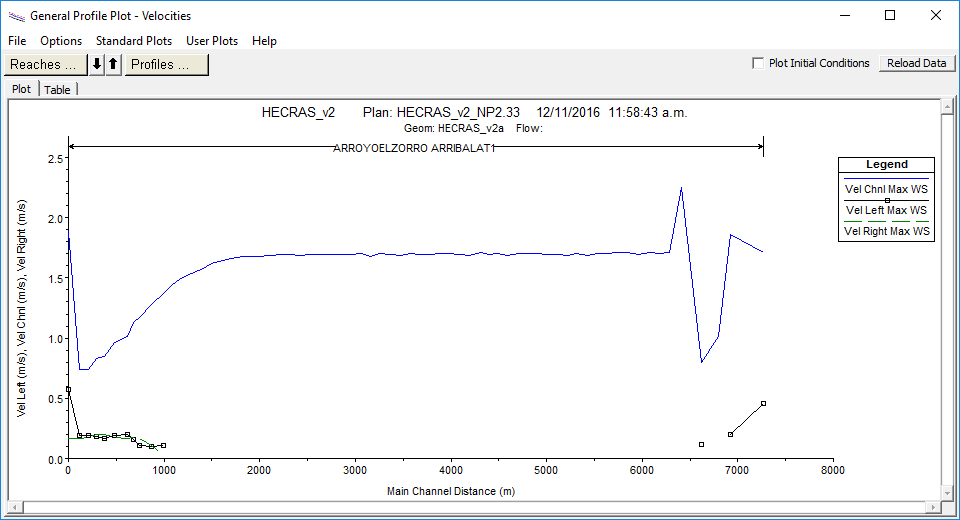 General Profile Plot - Velocities
File Options Standard Plots User Plots Help
Reaches ... Profiles ... Plot Initial Conditions Reload Data
Plot Table
HECRAS_v2 Plan: HECRAS_v2_NP2.33 12/11/2016 11:58:43 a.m.
Geom: HECRAS_v2a Flow:
ARROYOELZORRO ARRIBALAT1
Legend
Vel Chnl Max WS
Vel Left Max WS
Vel Right Max WS
Vel Left (m/s), Vel Chnl (m/s), Vel Right (m/s)
2.5
2.0
1.5
1.0
0.5
0.0
0 1000 2000 3000 4000 5000 6000 7000 8000
Main Channel Distance (m)